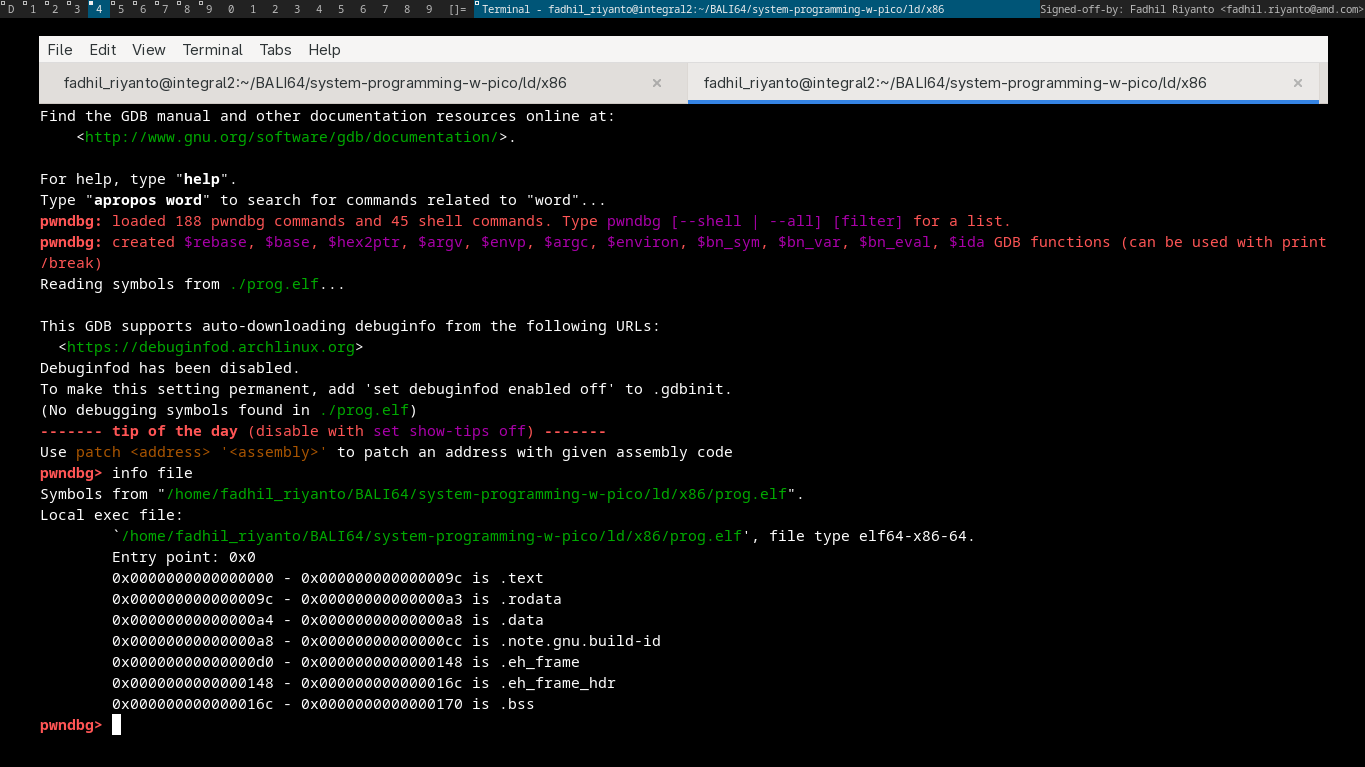 D 1 2 3 4 5 6 7 8 9 0 1 2 3 4 5 6 7 8 9 []= Terminal - fadhil_riyanto@integral2:~/BALI64/system-programming-w-pico/ld/x86 Signed-off-by: Fadhil Riyanto <fadhil.riyanto@amd.com>
File Edit View Terminal Tabs Help
fadhil_riyanto@integral2:~/BALI64/system-programming-w-pico/ld/x86 × fadhil_riyanto@integral2:~/BALI64/system-programming-w-pico/ld/x86 ×
Find the GDB manual and other documentation resources online at:
    <http://www.gnu.org/software/gdb/documentation/>.

For help, type "help".
Type "apropos word" to search for commands related to "word"...
pwndbg: loaded 188 pwndbg commands and 45 shell commands. Type pwndbg [--shell | --all] [filter] for a list.
pwndbg: created $rebase, $base, $hex2ptr, $argv, $envp, $argc, $environ, $bn_sym, $bn_var, $bn_eval, $ida GDB functions (can be used with print
/break)
Reading symbols from ./prog.elf...

This GDB supports auto-downloading debuginfo from the following URLs:
  <https://debuginfod.archlinux.org>
Debuginfod has been disabled.
To make this setting permanent, add 'set debuginfod enabled off' to .gdbinit.
(No debugging symbols found in ./prog.elf)
------- tip of the day (disable with set show-tips off) -------
Use patch <address> '<assembly>' to patch an address with given assembly code
pwndbg> info file
Symbols from "/home/fadhil_riyanto/BALI64/system-programming-w-pico/ld/x86/prog.elf".
Local exec file:
        `/home/fadhil_riyanto/BALI64/system-programming-w-pico/ld/x86/prog.elf', file type elf64-x86-64.
        Entry point: 0x0
        0x0000000000000000 - 0x000000000000009c is .text
        0x000000000000009c - 0x00000000000000a3 is .rodata
        0x00000000000000a4 - 0x00000000000000a8 is .data
        0x00000000000000a8 - 0x00000000000000cc is .note.gnu.build-id
        0x00000000000000d0 - 0x0000000000000148 is .eh_frame
        0x0000000000000148 - 0x000000000000016c is .eh_frame_hdr
        0x000000000000016c - 0x0000000000000170 is .bss
pwndbg>